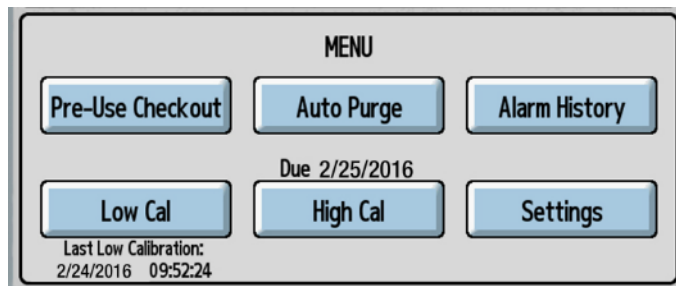 MENU
Pre-Use Checkout
Auto Purge
Alarm History
Due 2/25/2016
Low Cal
High Cal
Settings
Last Low Calibration:
2/24/2016 09:52:24